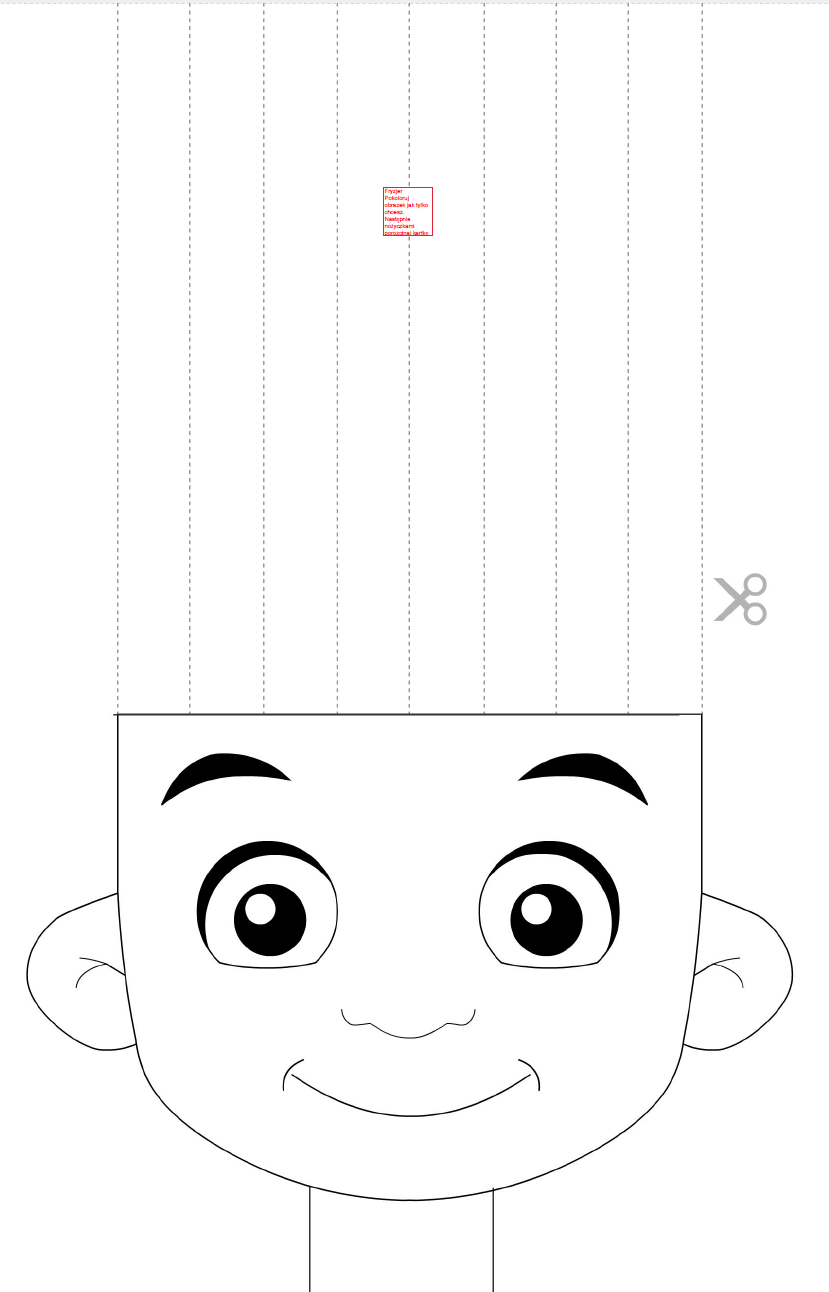 Fryzjer
Pokoloruj
obrazek jak tylko
chcesz.
Następnie
nożyczkami
porozcinaj kartkę